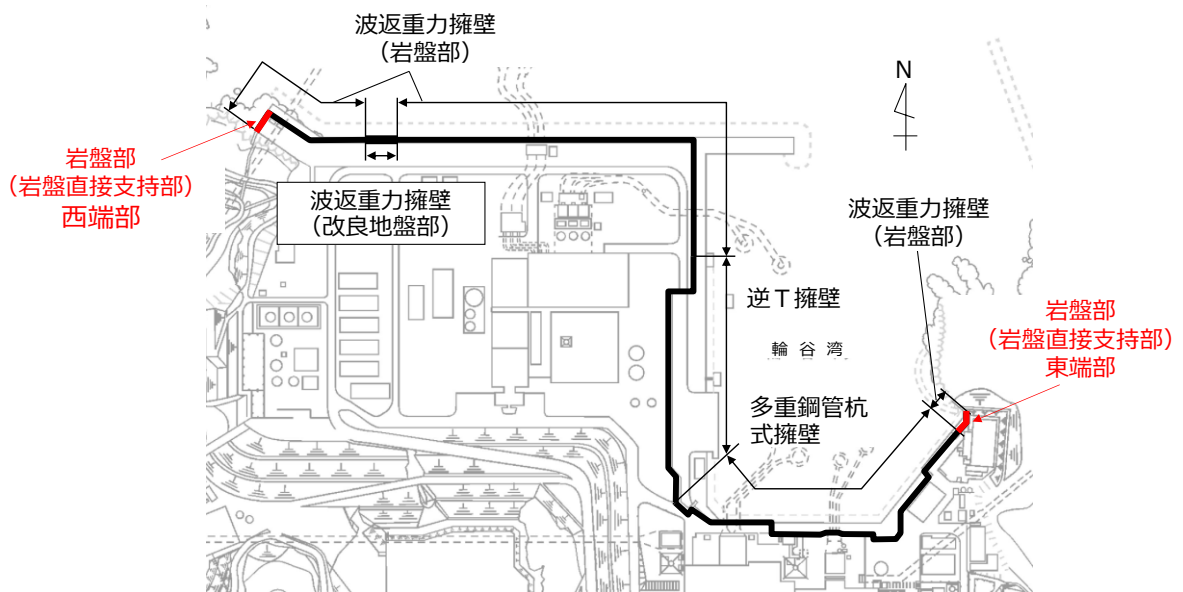 波返重力擁壁
（岩盤部）
N
岩盤部
（岩盤直接支持部）
西端部
波返重力擁壁
（改良地盤部）
波返重力擁壁
（岩盤部）
逆Ｔ擁壁
輪谷湾
岩盤部
（岩盤直接支持部）
東端部
多重鋼管杭
式擁壁